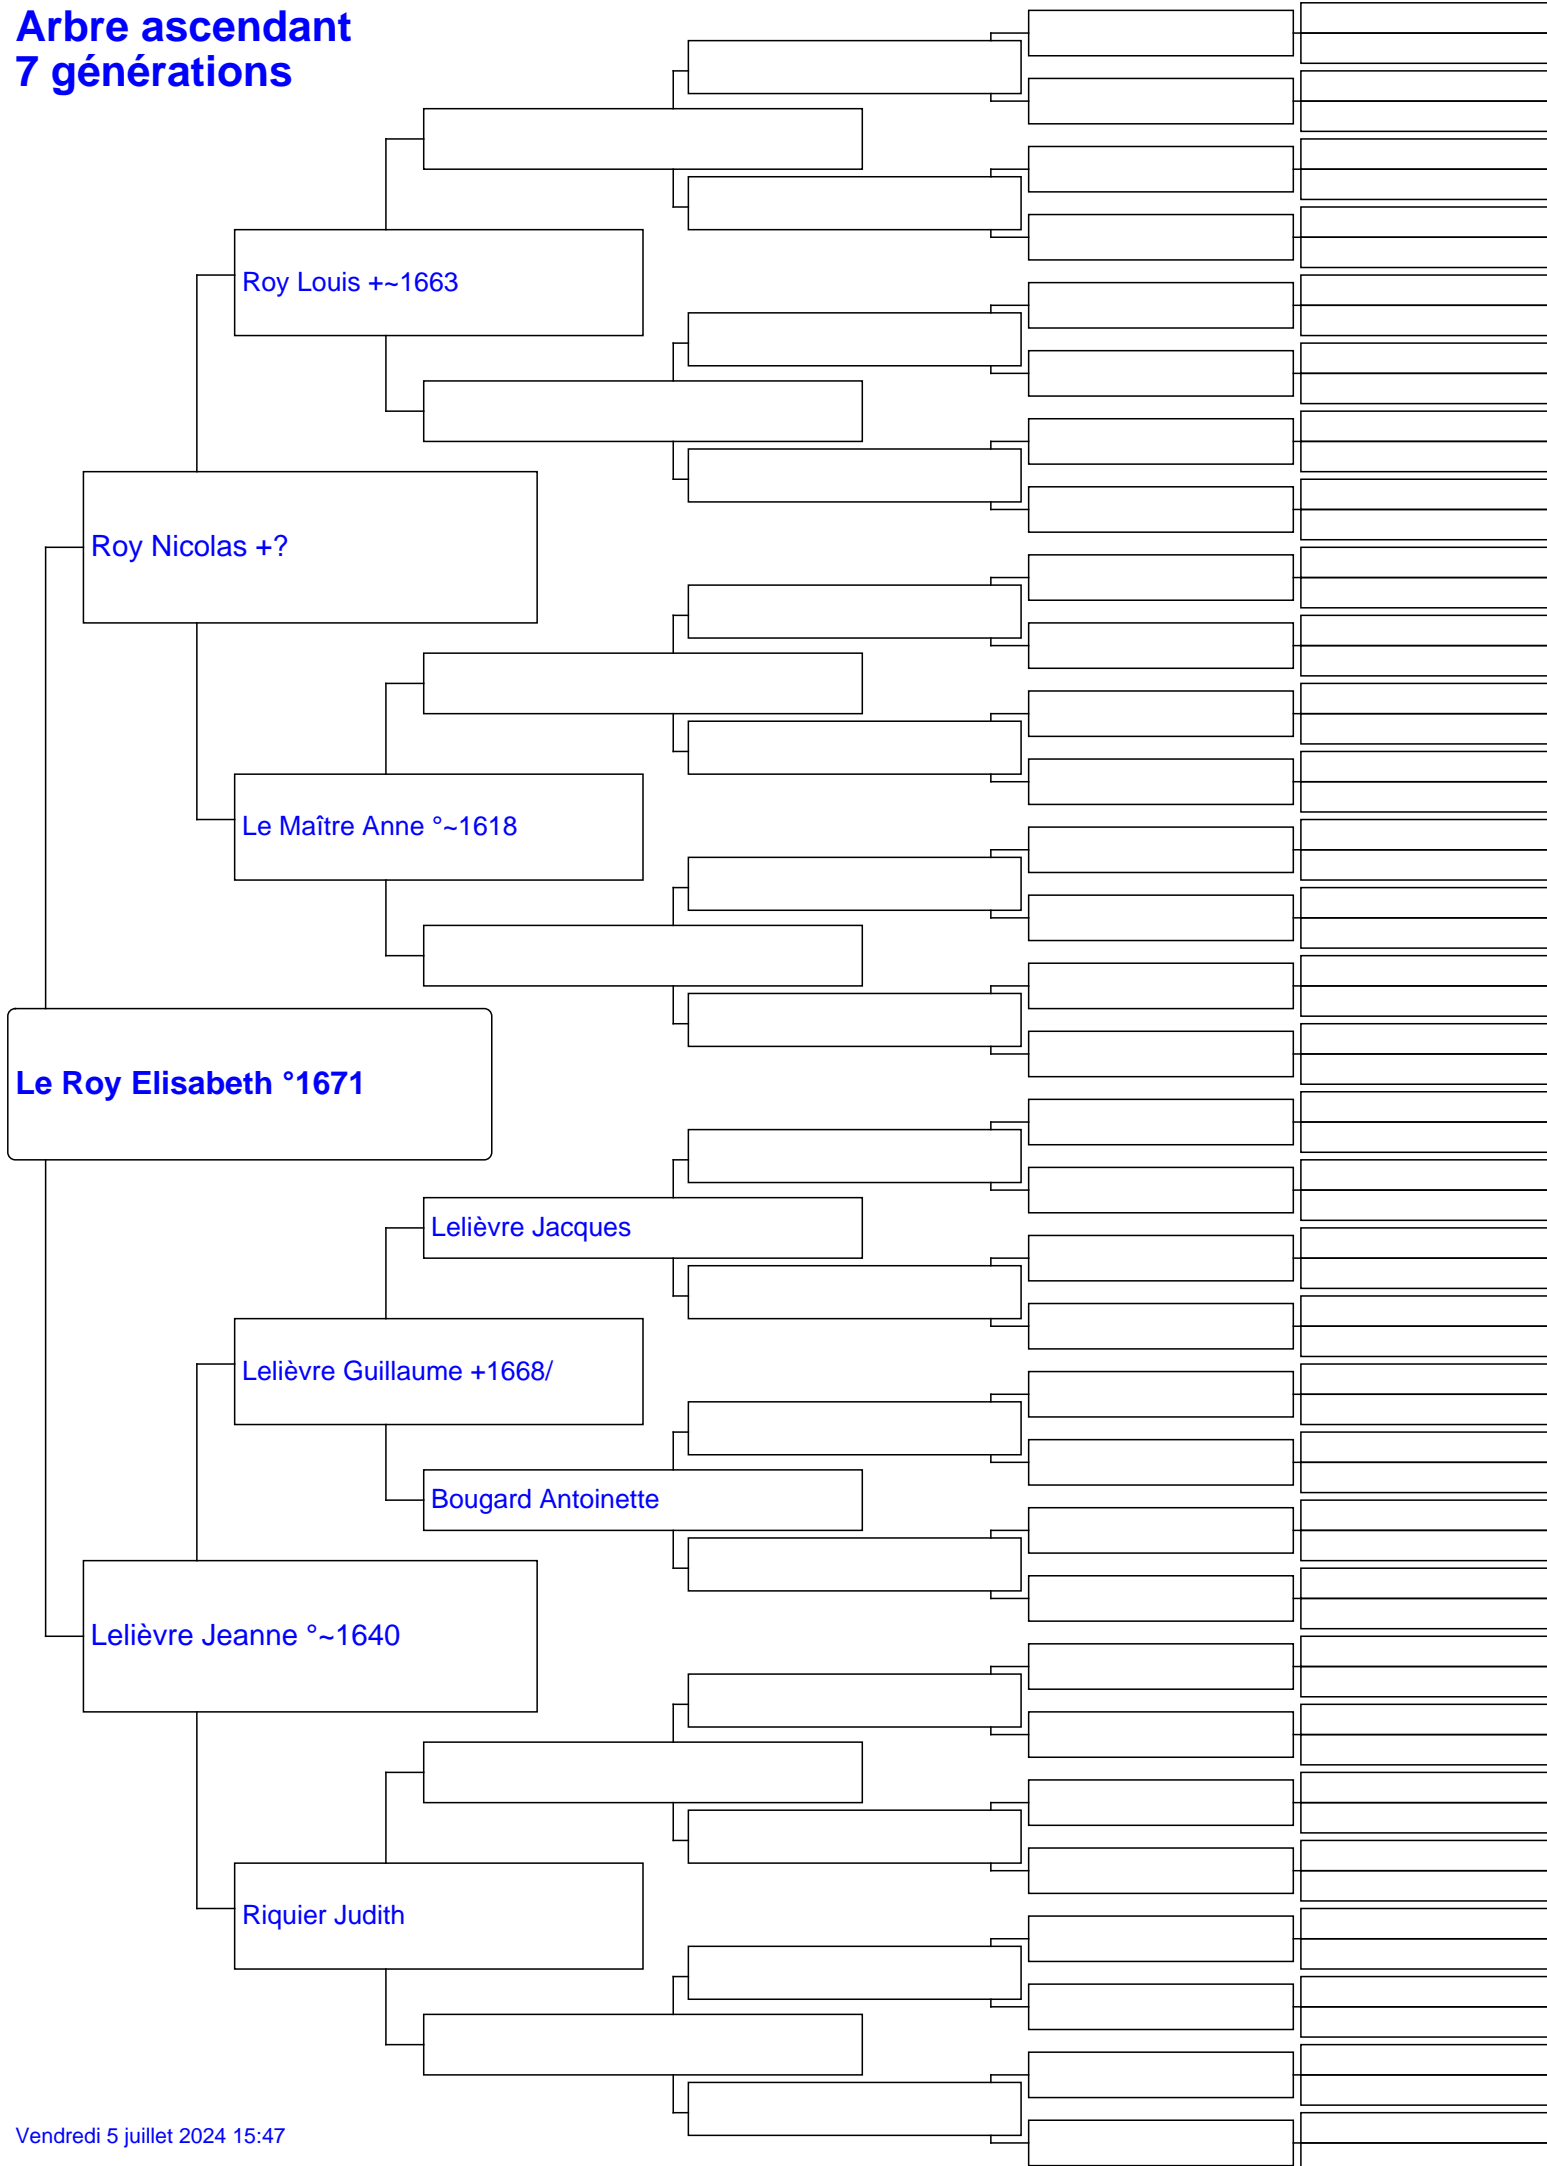 Arbre ascendant
7 générations
Roy Louis +~1663
Roy Nicolas +?
Le Maître Anne °~1618
Le Roy Elisabeth °1671
Lelièvre Jacques
Lelièvre Guillaume +1668/
Bougard Antoinette
Lelièvre Jeanne °~1640
Riquier Judith
Vendredi 5 juillet 2024 15:47